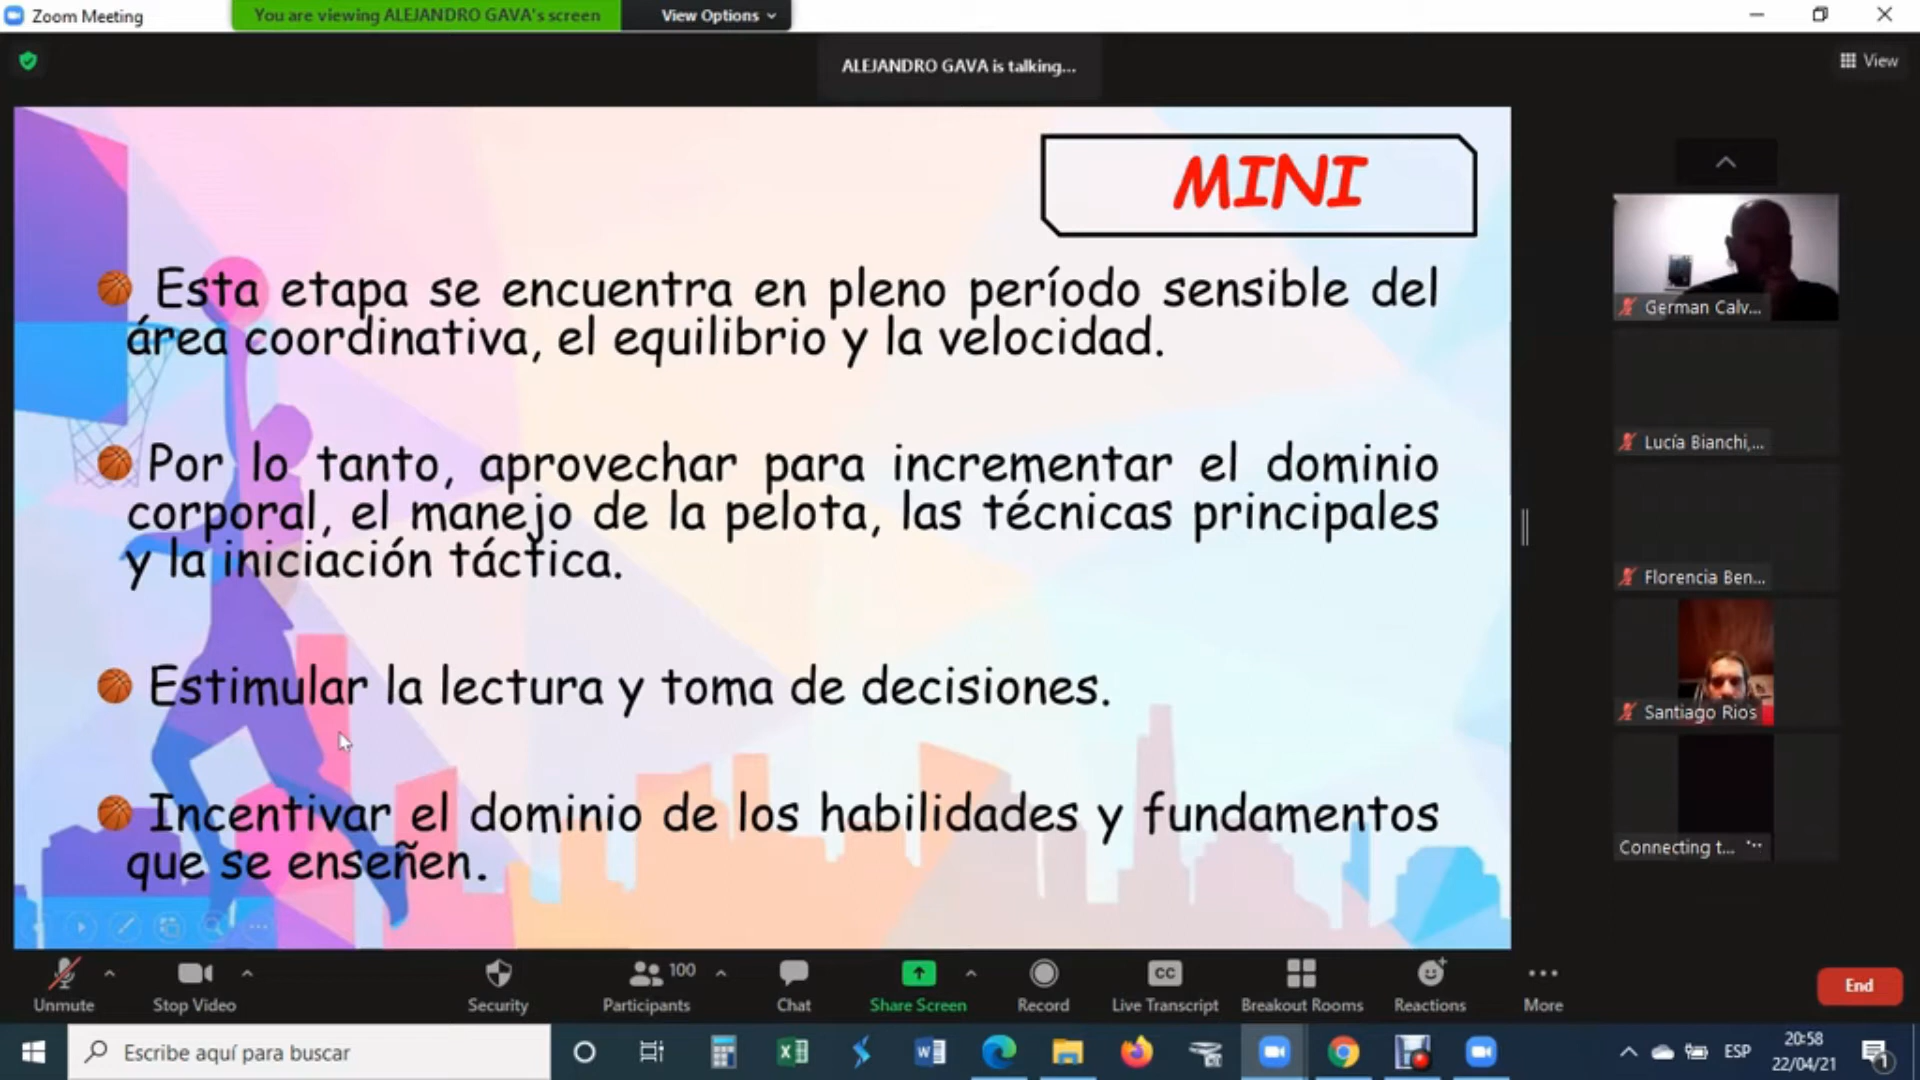 Zoom Meeting
You are viewing ALEJANDRO GAVA's screen
View Options
ALEJANDRO GAVA is talking...
View
MINI
Esta etapa se encuentra en pleno período sensible del
área coordinativa, el equilibrio y la velocidad.
Por lo tanto, aprovechar para incrementar el dominio
corporal, el manejo de la pelota, las técnicas principales
y la iniciación táctica.
Estimular la lectura y toma de decisiones.
Incentivar el dominio de los habilidades y fundamentos
que se enseñen.
German Calv...
Lucía Bianchi,...
Florencia Ben...
Santiago Rios
Connecting t... ...
Unmute
Stop Video
Security
Participants
100
Chat
Share Screen
Record
CC
Live Transcript
Breakout Rooms
Reactions
More
End
Escribe aquí para buscar
ESP
20:58
22/04/21
1